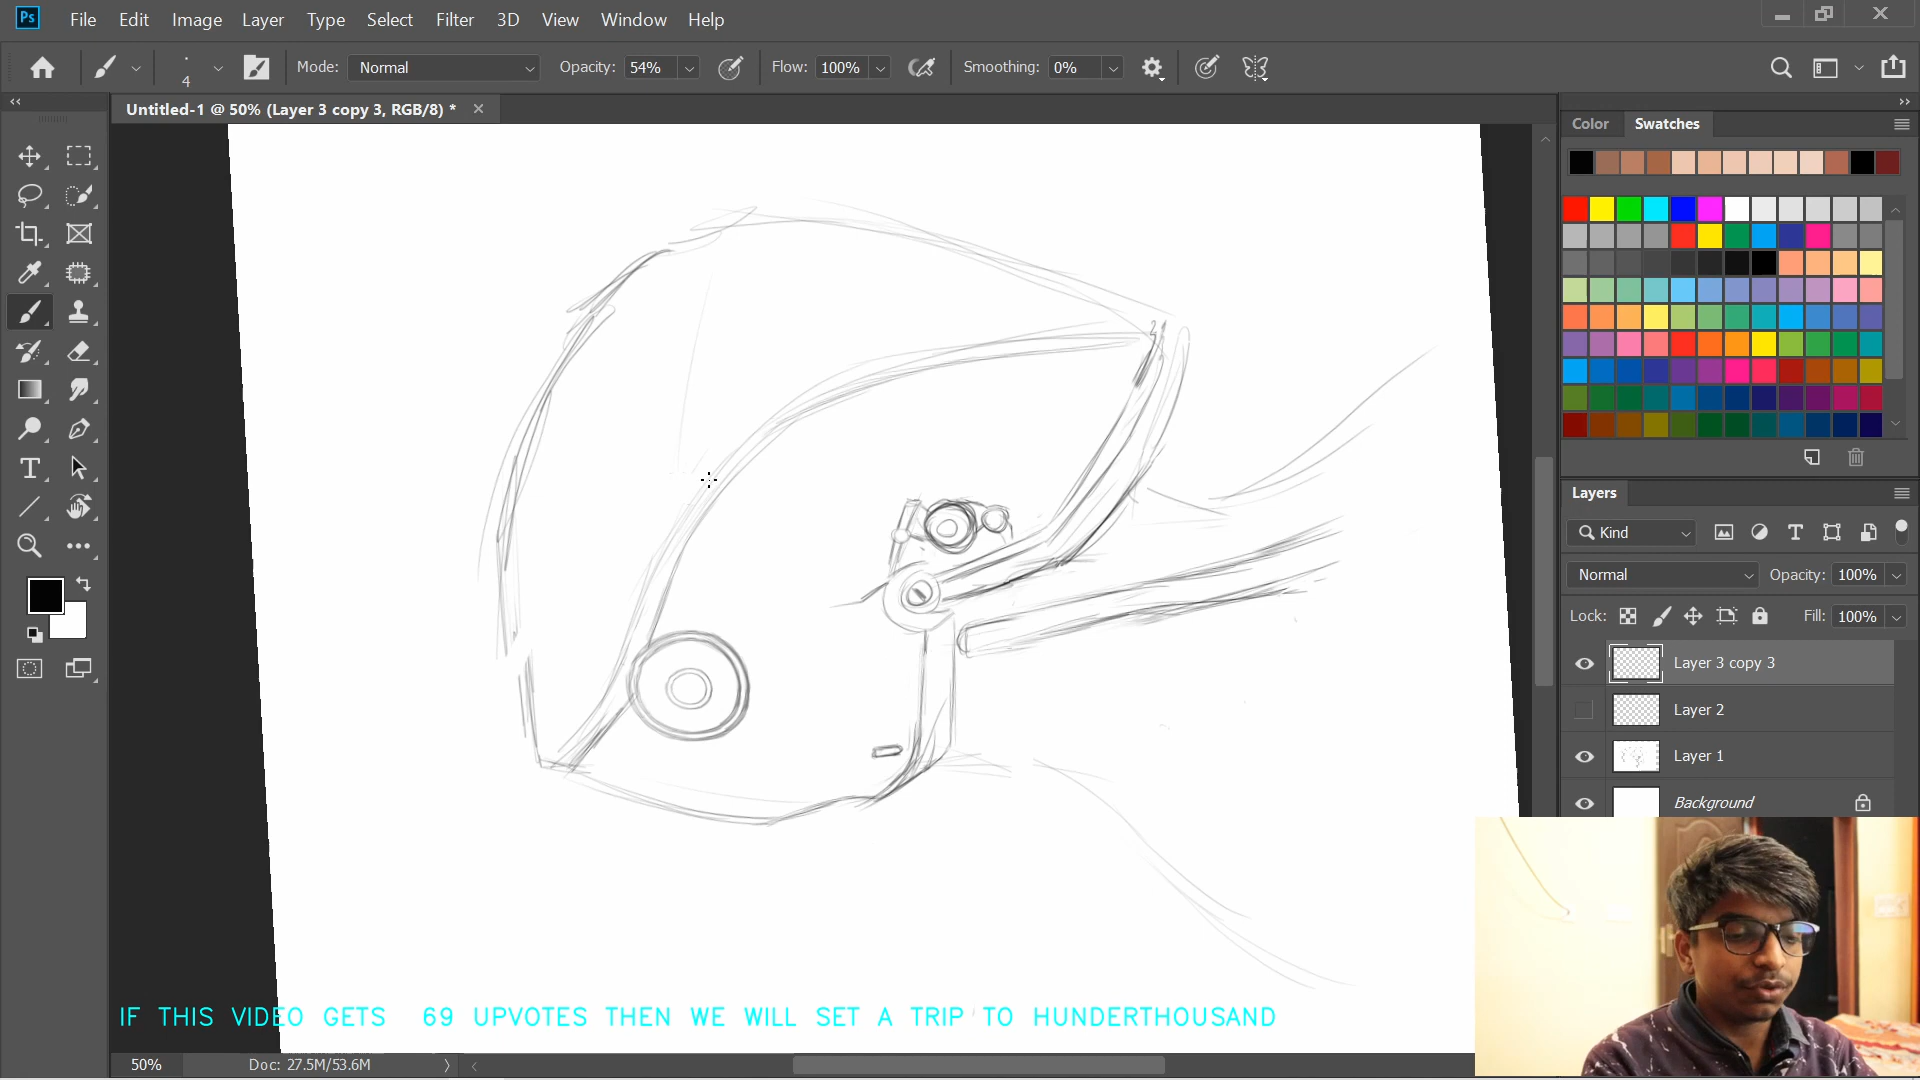 Ps File Edit Image Layer Type Select Filter 3D View Window Help
4 Mode: Normal Opacity: 54% Flow: 100% Smoothing: 0%
Untitled-1 @ 50% (Layer 3 copy 3, RGB/8) *
Color Swatches
Layers
Kind
Normal Opacity: 100%
Lock: Fill: 100%
Layer 3 copy 3
Layer 2
Layer 1
Background
IF THIS VIDEO GETS 69 UPVOTES THEN WE WILL SET A TRIP TO HUNDERTHOUSAND
50% Doc: 27.5M/53.6M